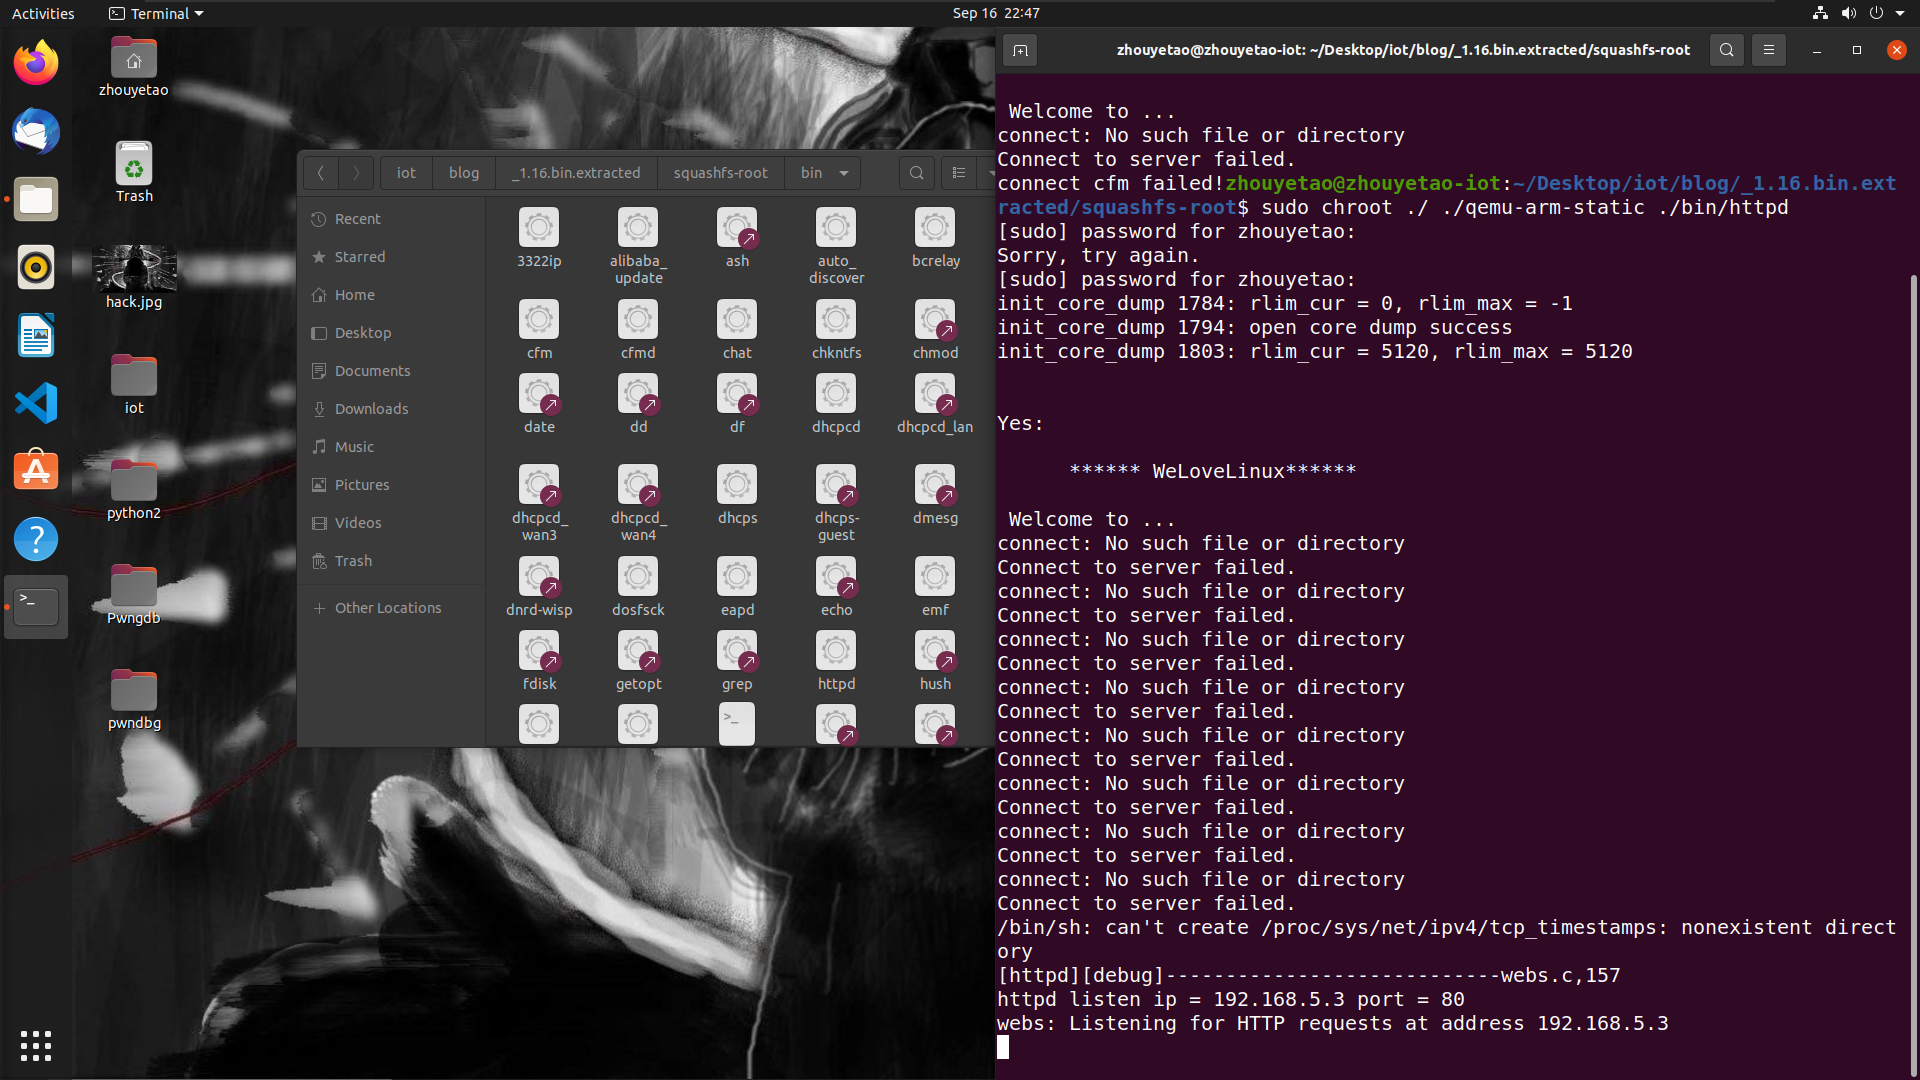 Activities
Terminal
Sep 16 22:47
zhouyetao
Trash
hack.jpg
iot
python2
Pwngdb
pwndbg
iot
blog
_1.16.bin.extracted
squashfs-root
bin
Recent
Starred
Home
Desktop
Documents
Downloads
Music
Pictures
Videos
Trash
Other Locations
3322ip
alibaba_
update
ash
auto_
discover
bcrelay
cfm
cfmd
chat
chkntfs
chmod
date
dd
df
dhcpcd
dhcpcd_lan
dhcpcd_
wan3
dhcpcd_
wan4
dhcps
dhcps-
guest
dmesg
dnrd-wisp
dosfsck
eapd
echo
emf
fdisk
getopt
grep
httpd
hush
zhouyetao@zhouyetao-iot: ~/Desktop/iot/blog/_1.16.bin.extracted/squashfs-root
Welcome to ...
connect: No such file or directory
Connect to server failed.
connect cfm failed!zhouyetao@zhouyetao-iot:~/Desktop/iot/blog/_1.16.bin.ext
racted/squashfs-root$ sudo chroot ./ ./qemu-arm-static ./bin/httpd
[sudo] password for zhouyetao:
Sorry, try again.
[sudo] password for zhouyetao:
init_core_dump 1784: rlim_cur = 0, rlim_max = -1
init_core_dump 1794: open core dump success
init_core_dump 1803: rlim_cur = 5120, rlim_max = 5120
Yes:
****** WeLoveLinux******
Welcome to ...
connect: No such file or directory
Connect to server failed.
connect: No such file or directory
Connect to server failed.
connect: No such file or directory
Connect to server failed.
connect: No such file or directory
Connect to server failed.
connect: No such file or directory
Connect to server failed.
connect: No such file or directory
Connect to server failed.
connect: No such file or directory
Connect to server failed.
connect: No such file or directory
Connect to server failed.
/bin/sh: can't create /proc/sys/net/ipv4/tcp_timestamps: nonexistent direct
ory
[httpd][debug]----------------------------webs.c,157
httpd listen ip = 192.168.5.3 port = 80
webs: Listening for HTTP requests at address 192.168.5.3